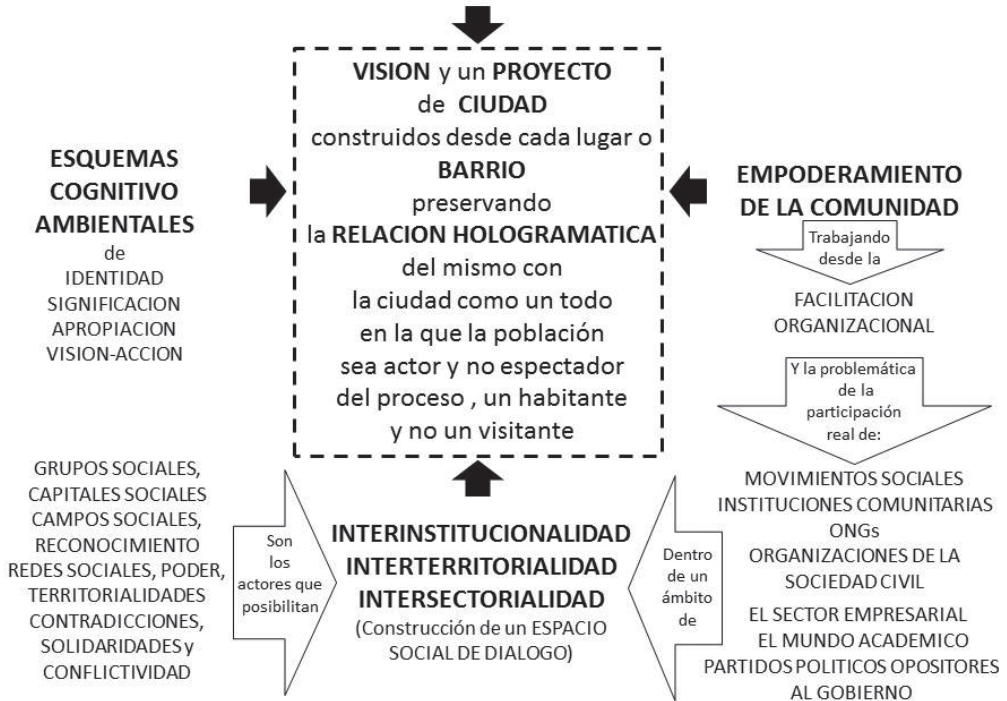 VISION y un PROYECTO
de CIUDAD
construidos desde cada lugar o
BARRIO
preservando
la RELACION HOLOGRAMATICA
del mismo con
la ciudad como un todo
en la que la población
sea actor y no espectador
del proceso , un habitante
y no un visitante
ESQUEMAS
COGNITIVO
AMBIENTALES
de
IDENTIDAD
SIGNIFICACION
APROPIACION
VISION-ACCION
EMPODERAMIENTO
DE LA COMUNIDAD
Trabajando
desde la
FACILITACION
ORGANIZACIONAL
Y la problemática
de la
participación
real de:
MOVIMIENTOS SOCIALES
INSTITUCIONES COMUNITARIAS
ONGs
ORGANIZACIONES DE LA
SOCIEDAD CIVIL
EL SECTOR EMPRESARIAL
EL MUNDO ACADEMICO
PARTIDOS POLITICOS OPOSITORES
AL GOBIERNO
GRUPOS SOCIALES,
CAPITALES SOCIALES
CAMPOS SOCIALES,
RECONOCIMIENTO
REDES SOCIALES, PODER,
TERRITORIALIDADES
CONTRADICCIONES,
SOLIDARIDADES y
CONFLICTIVIDAD
Son
los
actores que
posibilitan
INTERINSTITUCIONALIDAD
INTERTERRITORIALIDAD
INTERSECTORIALIDAD
(Construcción de un ESPACIO
SOCIAL DE DIALOGO)
Dentro
de un
ámbito
de